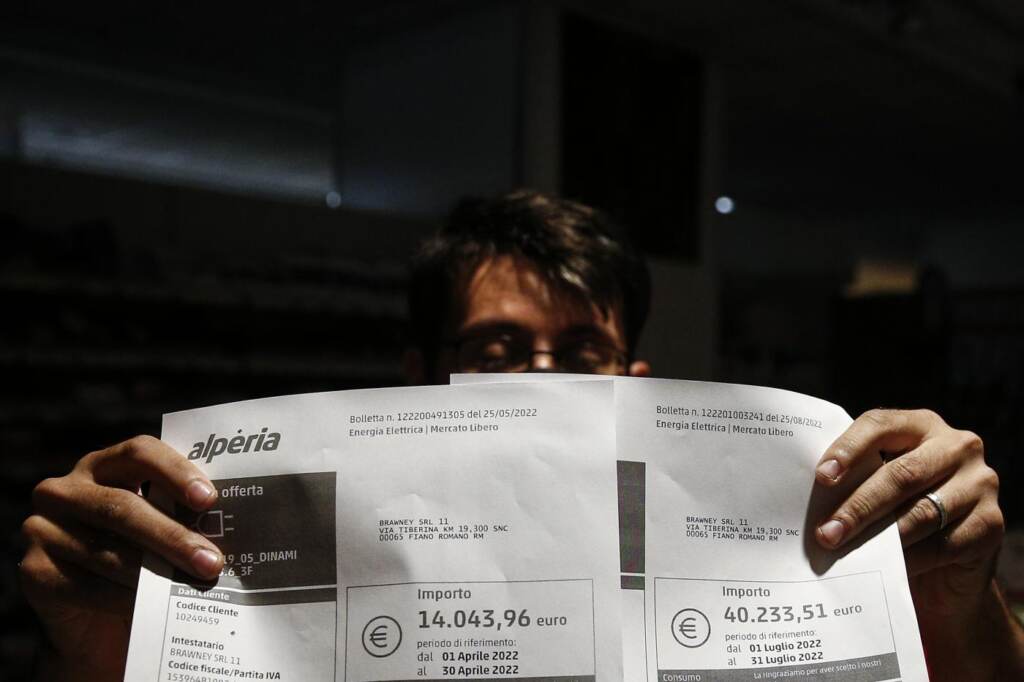 alpería
Bolletta n. 122200491305 del 25/05/2022
Energia Elettrica | Mercato Libero
offerta
19_05_DINAMI
.6_3F
Dati Cliente
Codice Cliente
10249459
Intestatario
BRAWNEY SRL 11
Codice fiscale/Partita IVA
BRAWNEY SRL 11
VIA TIBERINA KM 19,300 SNC
00065 FIANO ROMANO RM
Importo
14.043,96 euro
periodo di riferimento:
dal 01 Aprile 2022
al 30 Aprile 2022
Bolletta n. 122201003241 del 25/08/2022
Energia Elettrica | Mercato Libero
BRAWNEY SRL 11
VIA TIBERINA KM 19,300 SNC
00065 FIANO ROMANO RM
Importo
40.233,51 euro
periodo di riferimento:
dal 01 Luglio 2022
al 31 Luglio 2022
Consumo
La ringraziamo per aver scelto i nostri